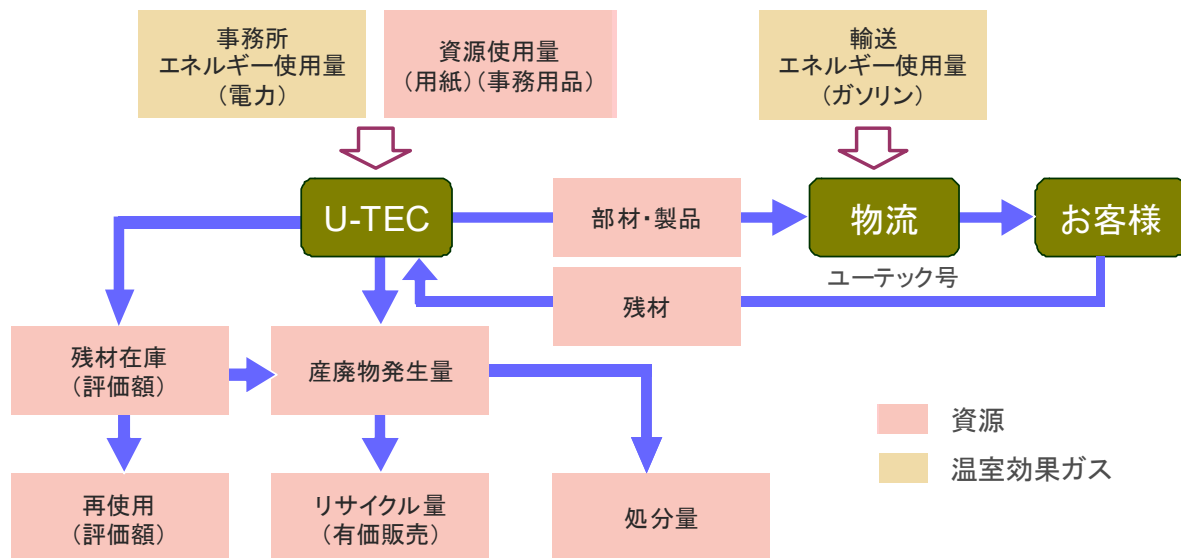 事務所
エネルギー使用量
(電力)
資源使用量
(用紙)(事務用品)
輸送
エネルギー使用量
(ガソリン)
U-TEC
部材・製品
物流
お客様
ユーテック号
残材
残材在庫
(評価額)
産廃物発生量
資源
温室効果ガス
再使用
(評価額)
リサイクル量
(有価販売)
処分量